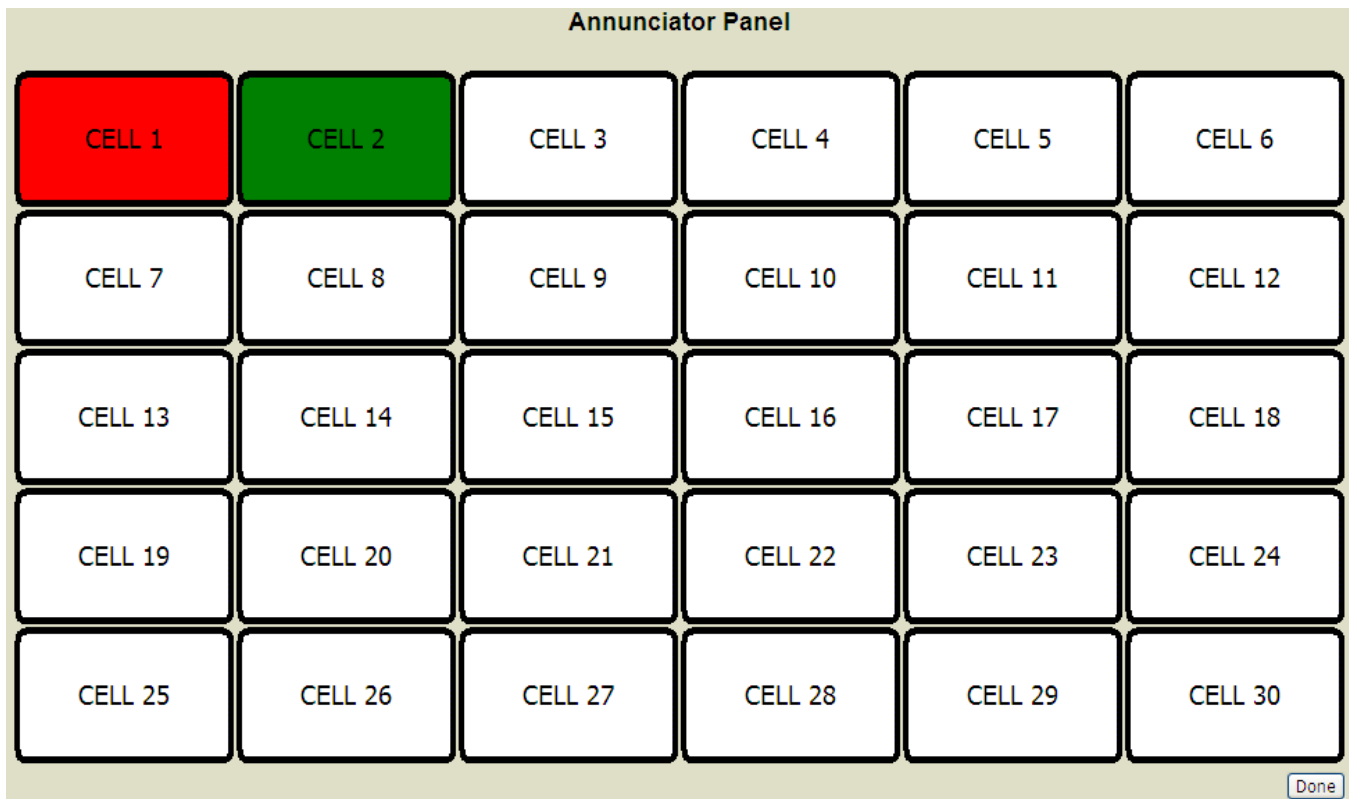 Annunciator Panel
CELL 1 CELL 2 CELL 3 CELL 4 CELL 5 CELL 6
CELL 7 CELL 8 CELL 9 CELL 10 CELL 11 CELL 12
CELL 13 CELL 14 CELL 15 CELL 16 CELL 17 CELL 18
CELL 19 CELL 20 CELL 21 CELL 22 CELL 23 CELL 24
CELL 25 CELL 26 CELL 27 CELL 28 CELL 29 CELL 30
Done